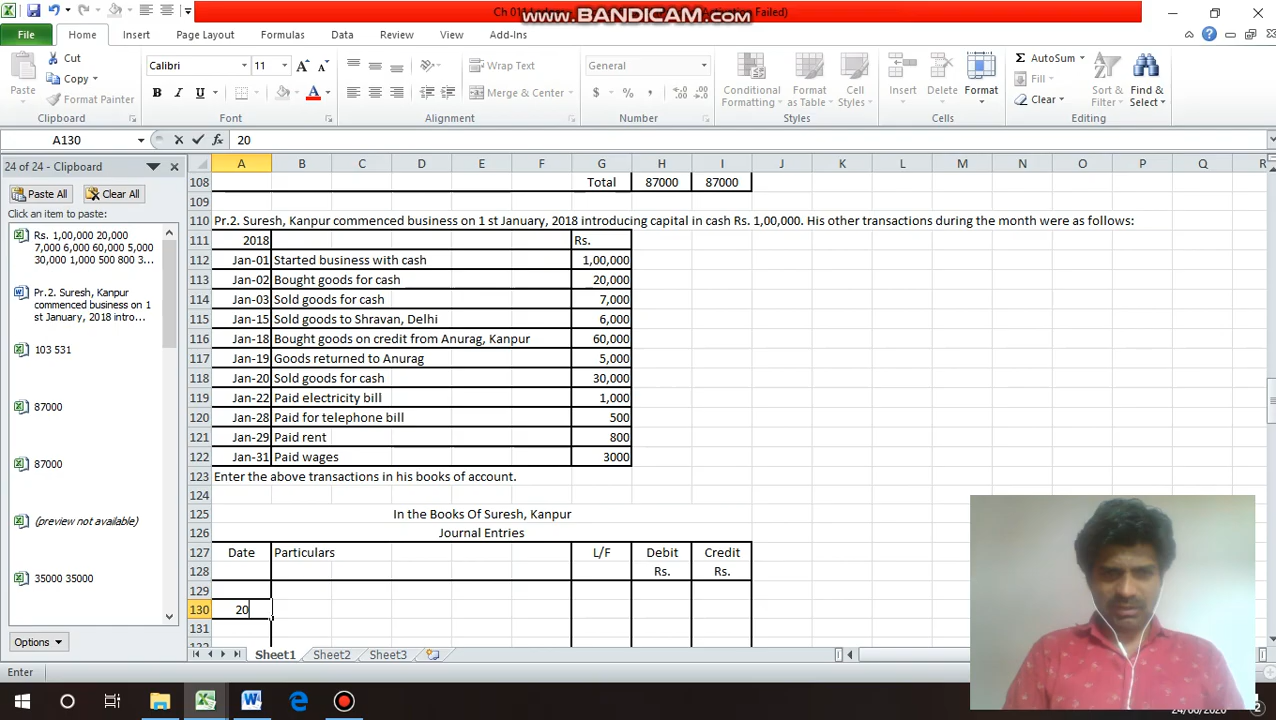 www.BANDICAM.com
Failed)
File Home Insert Page Layout Formulas Data Review View Add-Ins
Paste Cut Copy Format Painter Clipboard
Calibri 11 B I U A A A Font
Wrap Text Merge & Center Alignment
General $ % , Number
Conditional Formatting Format as Table Cell Styles Styles
Insert Delete Format Cells
Σ AutoSum Fill Clear Sort & Filter Find & Select Editing
A130 fx 20
24 of 24 - Clipboard
Paste All Clear All
Click an item to paste:
Rs. 1,00,000 20,000
7,000 6,000 60,000 5,000
30,000 1,000 500 800 3...
Pr.2. Suresh, Kanpur
commenced business on 1
st January, 2018 intro...
103 531
87000
87000
(preview not available)
35000 35000
Options
A B C D E F G H I J K L M N O P Q R
108 Total 87000 87000
109
110 Pr.2. Suresh, Kanpur commenced business on 1 st January, 2018 introducing capital in cash Rs. 1,00,000. His other transactions during the month were as follows:
111 2018 Rs.
112 Jan-01 Started business with cash 1,00,000
113 Jan-02 Bought goods for cash 20,000
114 Jan-03 Sold goods for cash 7,000
115 Jan-15 Sold goods to Shravan, Delhi 6,000
116 Jan-18 Bought goods on credit from Anurag, Kanpur 60,000
117 Jan-19 Goods returned to Anurag 5,000
118 Jan-20 Sold goods for cash 30,000
119 Jan-22 Paid electricity bill 1,000
120 Jan-28 Paid for telephone bill 500
121 Jan-29 Paid rent 800
122 Jan-31 Paid wages 3000
123 Enter the above transactions in his books of account.
124
125 In the Books Of Suresh, Kanpur
126 Journal Entries
127 Date Particulars L/F Debit Credit
128 Rs. Rs.
129
130 20
131
Sheet1 Sheet2 Sheet3
Enter